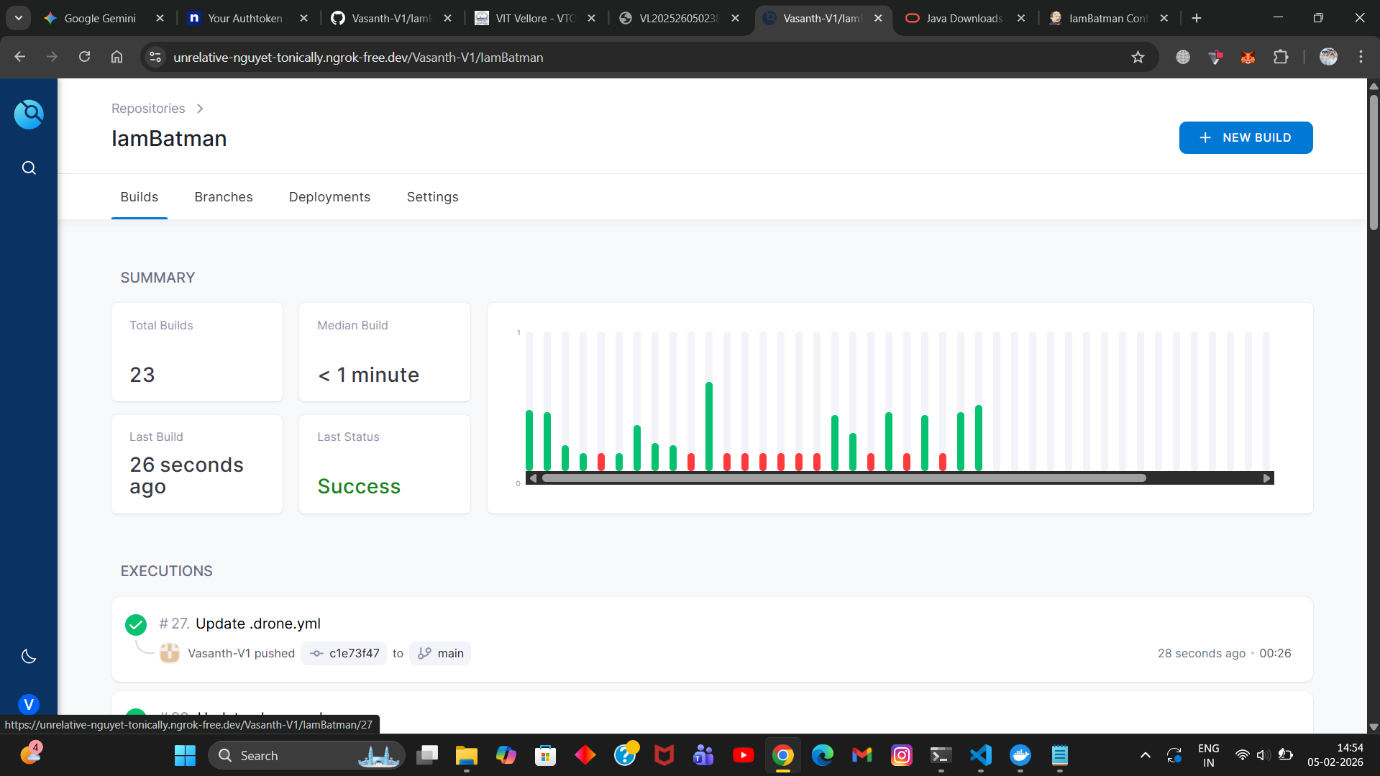 Google Gemini
Your Authtoken -
Vasanth-V1/IamI
VIT Vellore - VTO
VL20252605023
Vasanth-V1/IamI
Java Downloads
IamBatman Con
unrelative-nguyet-tonically.ngrok-free.dev/Vasanth-V1/IamBatman
Repositories
IamBatman
NEW BUILD
Builds
Branches
Deployments
Settings
SUMMARY
Total Builds
23
Median Build
< 1 minute
Last Build
26 seconds
ago
Last Status
Success
1
0
EXECUTIONS
# 27. Update .drone.yml
Vasanth-V1 pushed c1e73f47 to main
28 seconds ago • 00:26
V
https://unrelative-nguyet-tonically.ngrok-free.dev/Vasanth-V1/IamBatman/27
4
Search
ENG
IN
14:54
05-02-2026